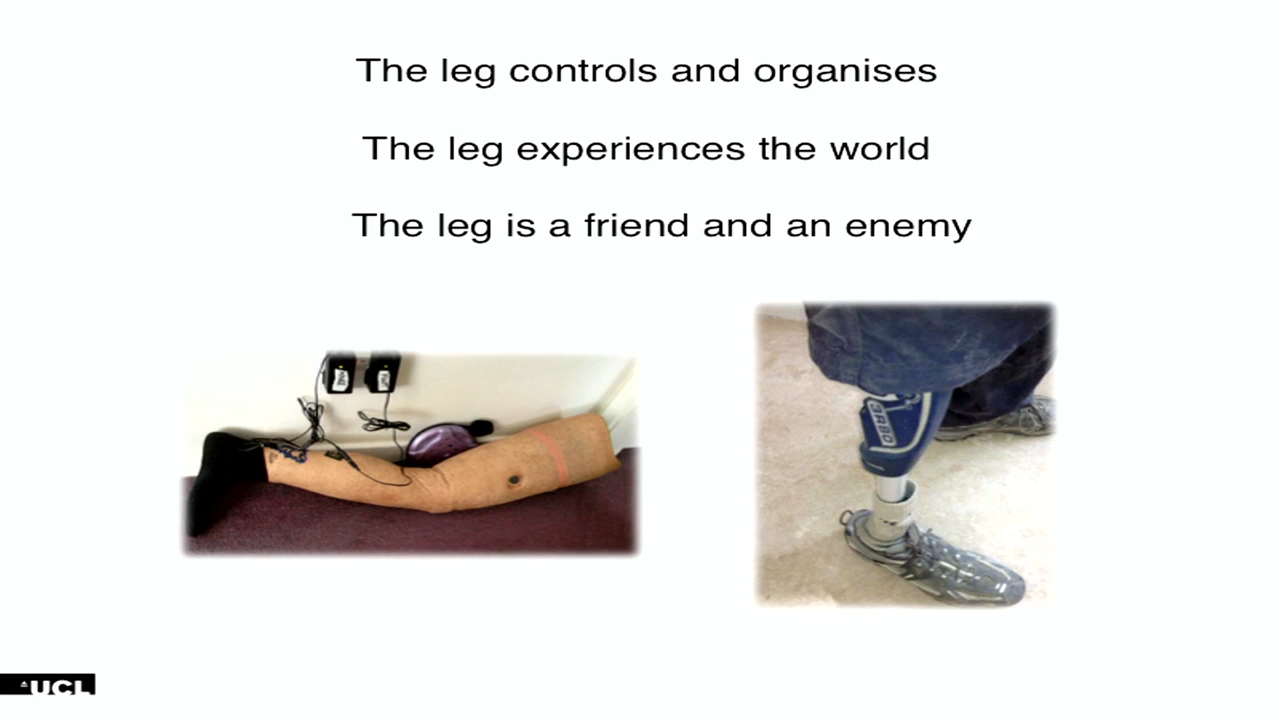 The leg controls and organises
The leg experiences the world
The leg is a friend and an enemy
UCL